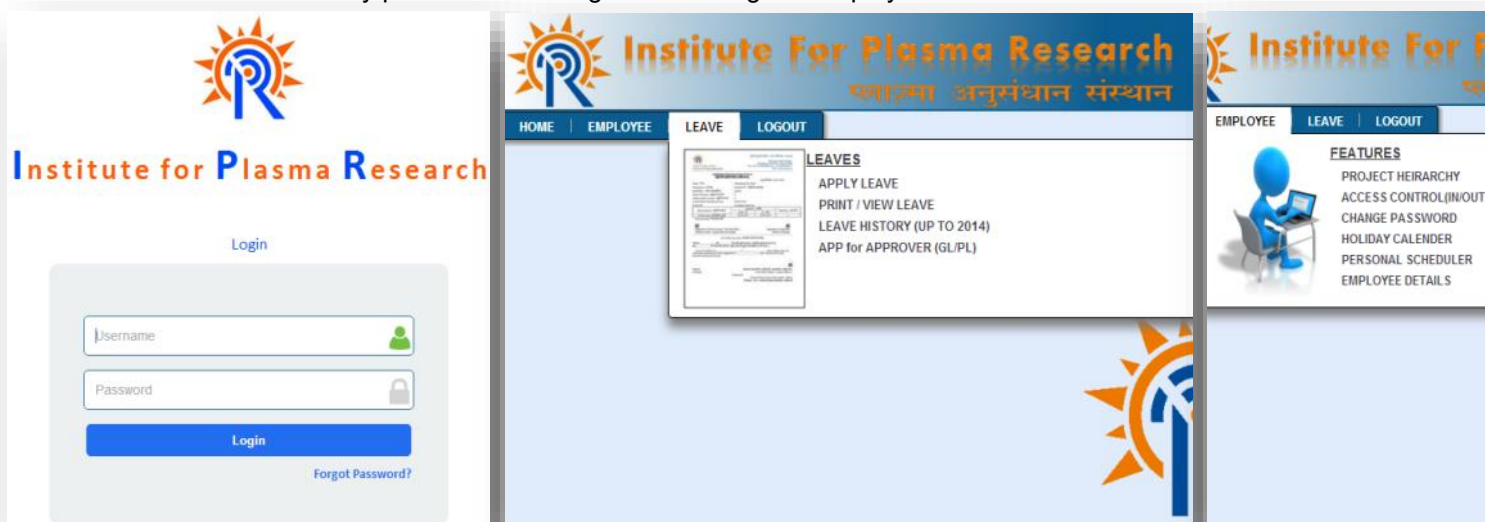 Institute for Plasma Research
Login
Username
Password
Login
Forgot Password?
Institute For Plasma Research
प्लाज़्मा अनुसंधान संस्थान
HOME EMPLOYEE LEAVE LOGOUT
LEAVES
APPLY LEAVE
PRINT / VIEW LEAVE
LEAVE HISTORY (UP TO 2014)
APP for APPROVER (GL/PL)
Institute For
EMPLOYEE LEAVE LOGOUT
FEATURES
PROJECT HEIRARCHY
ACCESS CONTROL(IN/OUT
CHANGE PASSWORD
HOLIDAY CALENDER
PERSONAL SCHEDULER
EMPLOYEE DETAILS